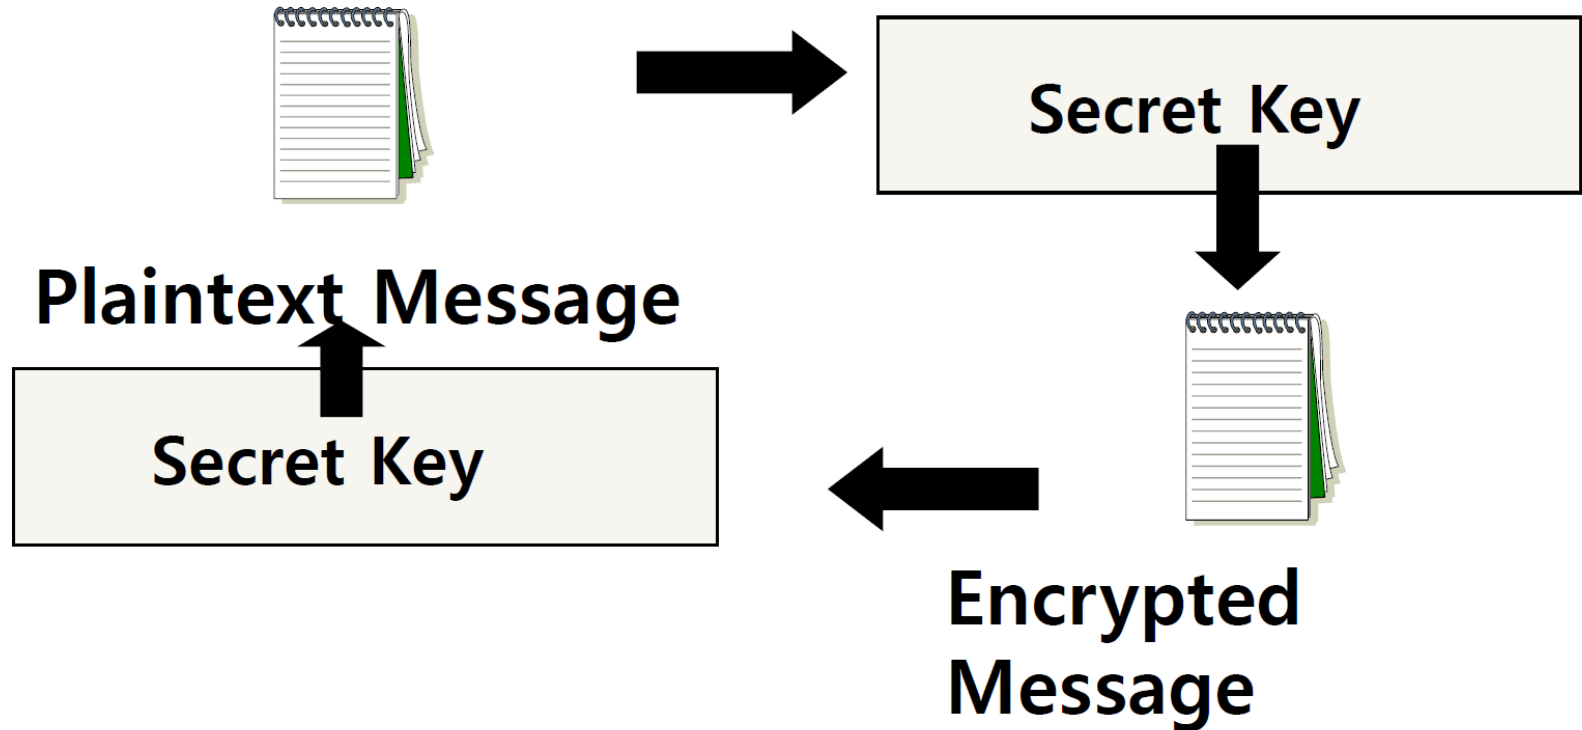 Secret Key
Plaintext Message
Secret Key
Encrypted
Message